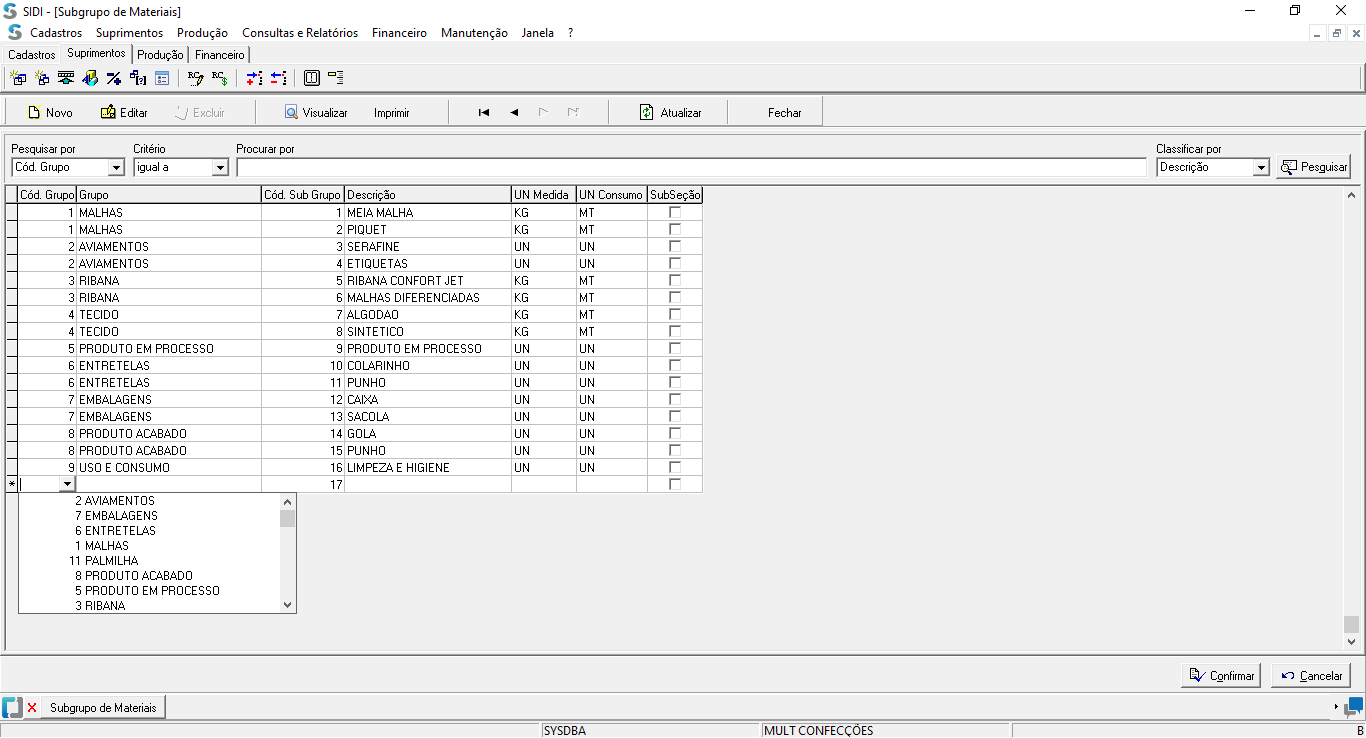 SIDI - [Subgrupo de Materiais]
Cadastros Suprimentos Produção Consultas e Relatórios Financeiro Manutenção Janela ?
Cadastros Suprimentos Produção Financeiro
Novo Editar Excluir Visualizar Imprimir Atualizar Fechar
Pesquisar por Critério Procurar por Classificar por
Cód. Grupo igual a Descrição Pesquisar
Cód. Grupo Grupo Cód. Sub Grupo Descrição UN Medida UN Consumo SubSeção
1 MALHAS 1 MEIA MALHA KG MT
1 MALHAS 2 PIQUET KG MT
2 AVIAMENTOS 3 SERAFINE UN UN
2 AVIAMENTOS 4 ETIQUETAS UN UN
3 RIBANA 5 RIBANA CONFORT JET KG MT
3 RIBANA 6 MALHAS DIFERENCIADAS KG MT
4 TECIDO 7 ALGODAO KG MT
4 TECIDO 8 SINTETICO KG MT
5 PRODUTO EM PROCESSO 9 PRODUTO EM PROCESSO UN UN
6 ENTRETELAS 10 COLARINHO UN UN
6 ENTRETELAS 11 PUNHO UN UN
7 EMBALAGENS 12 CAIXA UN UN
7 EMBALAGENS 13 SACOLA UN UN
8 PRODUTO ACABADO 14 GOLA UN UN
8 PRODUTO ACABADO 15 PUNHO UN UN
9 USO E CONSUMO 16 LIMPEZA E HIGIENE UN UN
* 17
2 AVIAMENTOS
7 EMBALAGENS
6 ENTRETELAS
1 MALHAS
11 PALMILHA
8 PRODUTO ACABADO
5 PRODUTO EM PROCESSO
3 RIBANA
Confirmar Cancelar
Subgrupo de Materiais
SYSDBA MULT CONFECÇÕES B